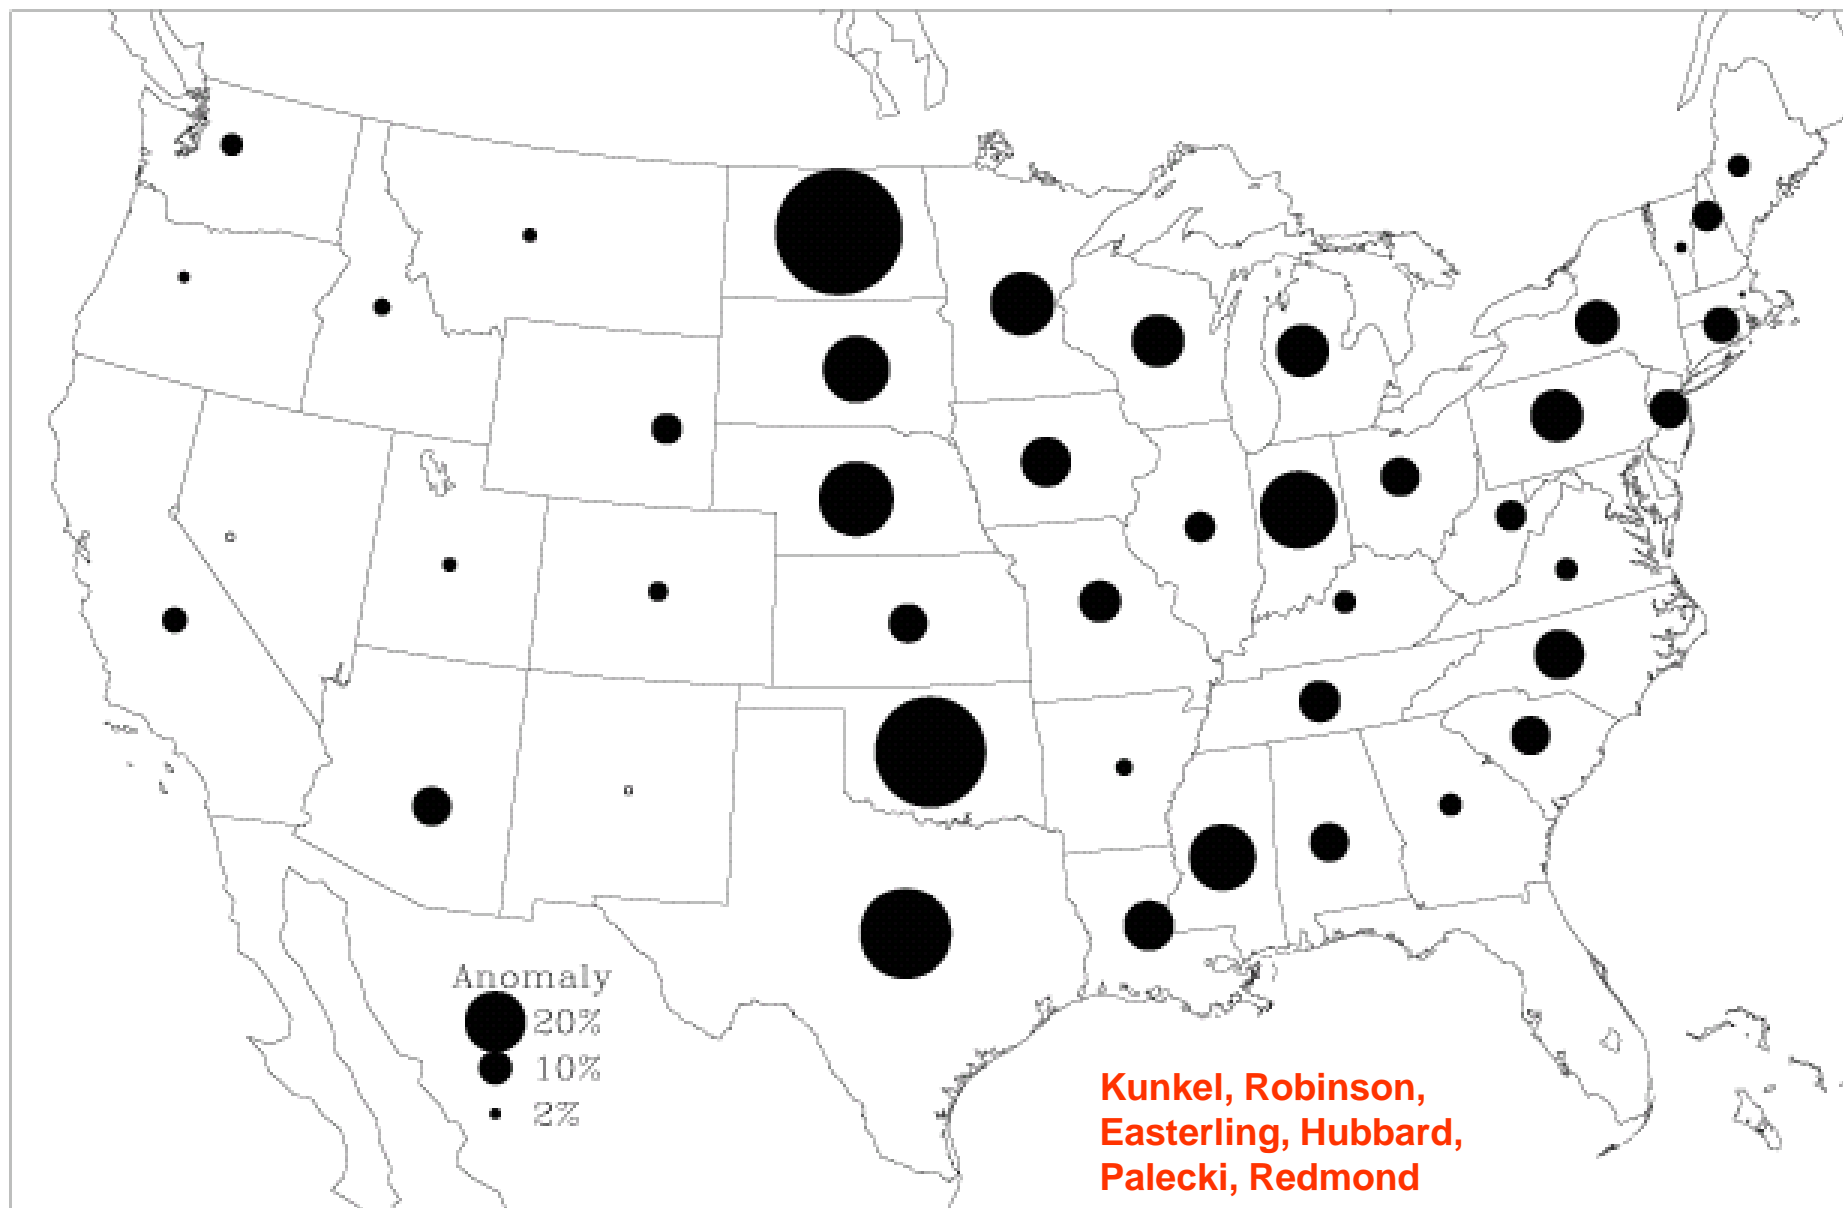 Anomaly
20%
10%
2%
Kunkel, Robinson,
Easterling, Hubbard,
Palecki, Redmond